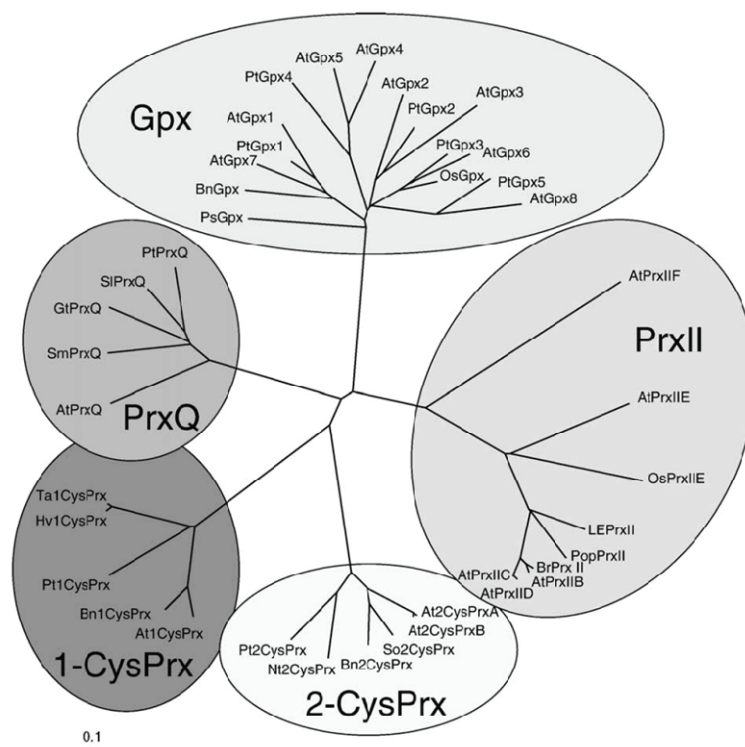 AtGpx4
AtGpx5
PtGpx4
AtGpx2
AtGpx3
PtGpx2
Gpx
AtGpx1
PtGpx1
PtGpx3
AtGpx6
AtGpx7
OsGpx
PtGpx5
BnGpx
AtGpx8
PsGpx
PtPrxQ
SlPrxQ
GtPrxQ
SmPrxQ
AtPrxQ
PrxQ
AtPrxIIF
PrxII
AtPrxIIE
OsPrxIIE
LEPrxII
PopPrxII
BrPrx II
AtPrxIIC
AtPrxIIB
AtPrxIID
Ta1CysPrx
Hv1CysPrx
Pt1CysPrx
Bn1CysPrx
At1CysPrx
1-CysPrx
At2CysPrxA
At2CysPrxB
Pt2CysPrx
So2CysPrx
Nt2CysPrx
Bn2CysPrx
2-CysPrx
0.1